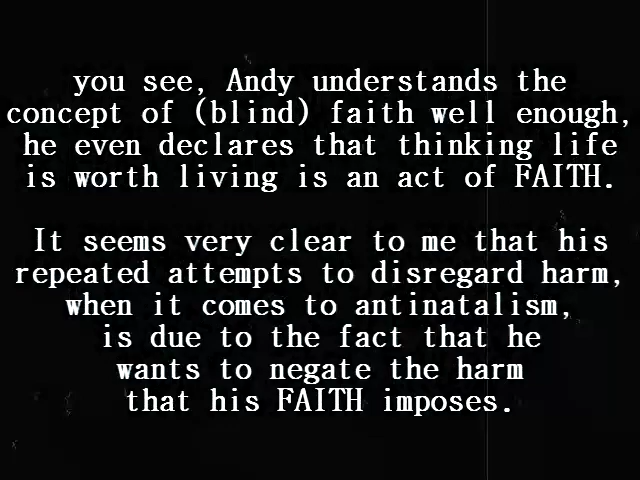 you see, Andy understands the
concept of (blind) faith well enough,
he even declares that thinking life
is worth living is an act of FAITH.
It seems very clear to me that his
repeated attempts to disregard harm,
when it comes to antinatalism,
is due to the fact that he
wants to negate the harm
that his FAITH imposes.